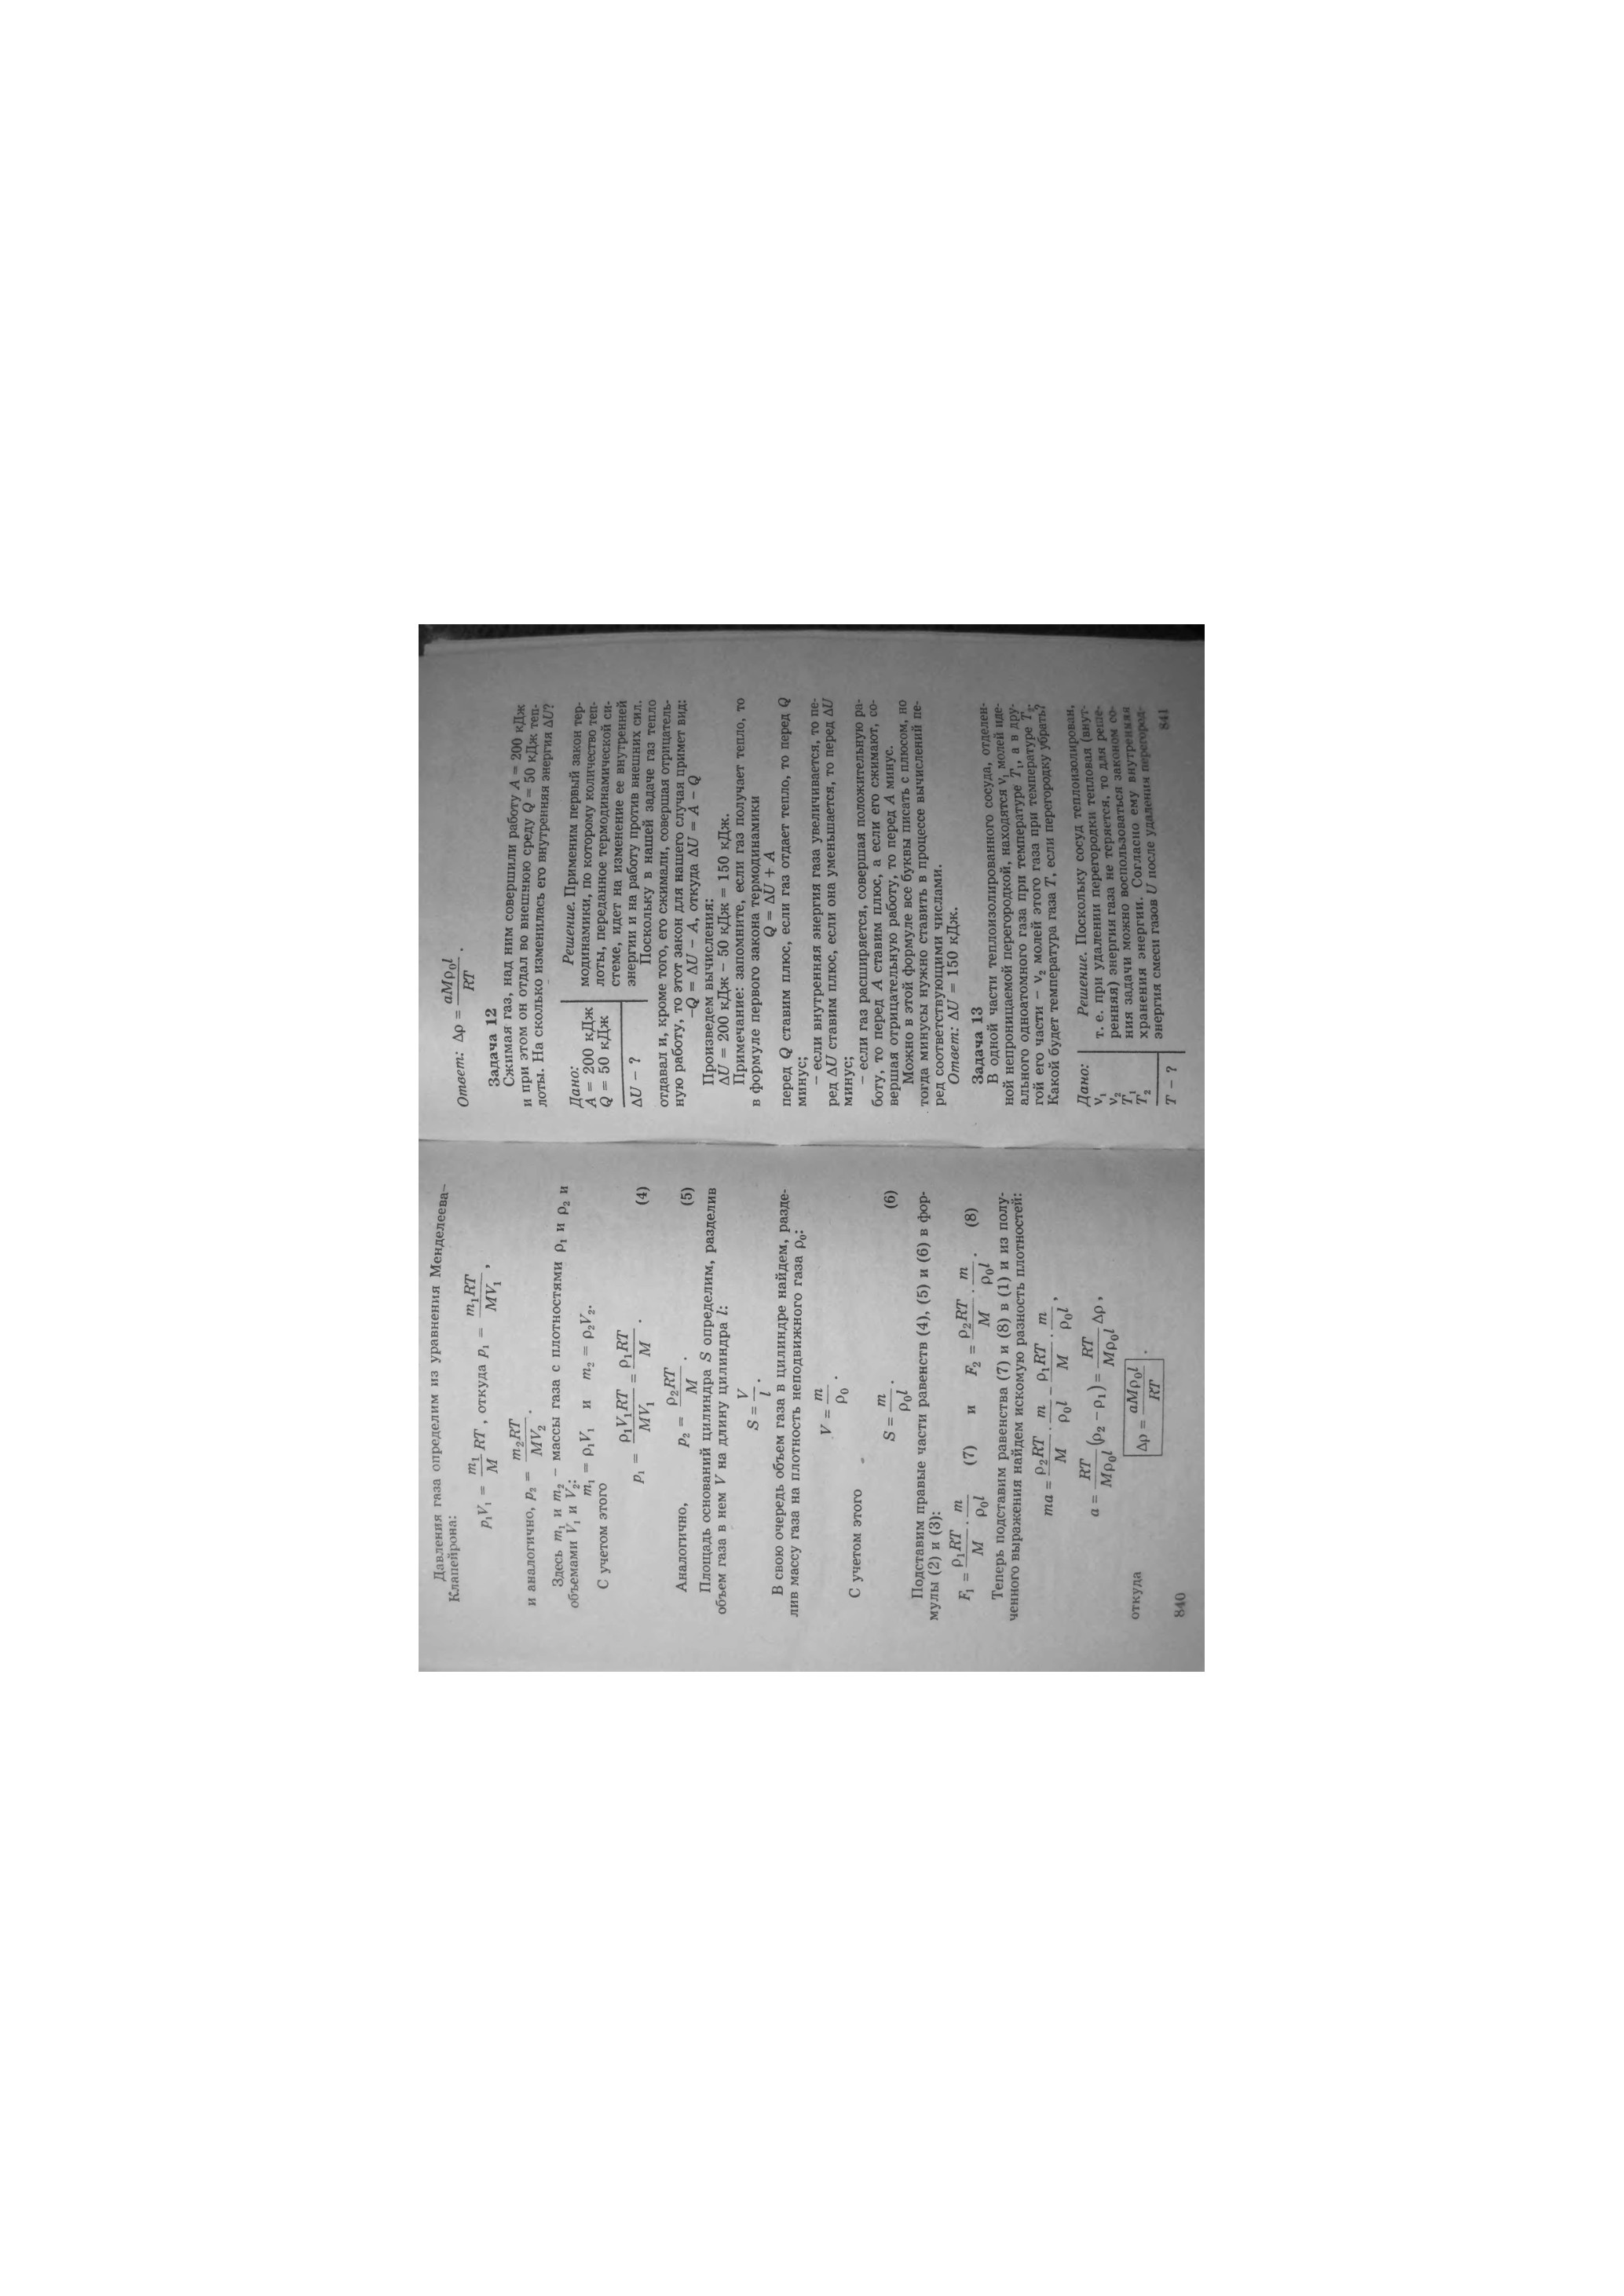 Давления газа определим из уравнения Менделеева–
Клапейрона:
p₁V₁ = m₁/M RT, откуда p₁ = m₁RT/MV₁,
и аналогично, p₂ = m₂RT/MV₂.
Здесь m₁ и m₂ – массы газа с плотностями ρ₁ и ρ₂ и
объемами V₁ и V₂:
m₁ = ρ₁V₁ и m₂ = ρ₂V₂.
С учетом этого
p₁ = ρ₁V₁RT/MV₁ = ρ₁RT/M. (4)
Аналогично, p₂ = ρ₂RT/M. (5)
Площадь оснований цилиндра S определим, разделив
объем газа в нем V на длину цилиндра l:
S = V/l.
В свою очередь объем газа в цилиндре найдем, разде-
лив массу газа на плотность неподвижного газа ρ₀:
V = m/ρ₀.
С учетом этого
S = m/ρ₀l. (6)
Подставим правые части равенств (4), (5) и (6) в фор-
мулы (2) и (3):
F₁ = ρ₁RT/M · m/ρ₀l (7) и F₂ = ρ₂RT/M · m/ρ₀l. (8)
Теперь подставим равенства (7) и (8) в (1) и из полу-
ченного выражения найдем искомую разность плотностей:
ma = ρ₂RT/M · m/ρ₀l – ρ₁RT/M · m/ρ₀l,
a = RT/Mρ₀l (ρ₂ – ρ₁) = RT/Mρ₀l Δρ,
откуда Δρ = aMρ₀l/RT.
840
Ответ: Δρ = aMρ₀l/RT.
Задача 12
Сжимая газ, над ним совершили работу A = 200 кДж
и при этом он отдал во внешнюю среду Q = 50 кДж теп-
лоты. На сколько изменилась его внутренняя энергия ΔU?
Дано:
A = 200 кДж
Q = 50 кДж
ΔU – ?
Решение. Применим первый закон тер-
модинамики, по которому количество теп-
лоты, переданное термодинамической си-
стеме, идет на изменение ее внутренней
энергии и на работу против внешних сил.
Поскольку в нашей задаче газ тепло
отдавал и, кроме того, его сжимали, совершая отрицатель-
ную работу, то этот закон для нашего случая примет вид:
–Q = ΔU – A, откуда ΔU = A – Q
Произведем вычисления:
ΔU = 200 кДж – 50 кДж = 150 кДж.
Примечание: запомните, если газ получает тепло, то
в формуле первого закона термодинамики
Q = ΔU + A
перед Q ставим плюс, если газ отдает тепло, то перед Q
минус;
– если внутренняя энергия газа увеличивается, то пе-
ред ΔU ставим плюс, если она уменьшается, то перед ΔU
минус;
– если газ расширяется, совершая положительную ра-
боту, то перед A ставим плюс, а если его сжимают, со-
вершая отрицательную работу, то перед A минус.
Можно в этой формуле все буквы писать с плюсом, но
тогда минусы нужно ставить в процессе вычислений пе-
ред соответствующими числами.
Ответ: ΔU = 150 кДж.
Задача 13
В одной части теплоизолированного сосуда, отделен-
ной непроницаемой перегородкой, находятся ν₁ молей иде-
ального одноатомного газа при температуре T₁, а в дру-
гой его части – ν₂ молей этого газа при температуре T₂.
Какой будет температура газа T, если перегородку убрать?
Дано:
ν₁
ν₂
T₁
T₂
T – ?
Решение. Поскольку сосуд теплоизолирован,
т. е. при удалении перегородки тепловая (внут-
ренняя) энергия газа не теряется, то для реше-
ния задачи можно воспользоваться законом со-
хранения энергии. Согласно ему внутренняя
энергия смеси газов U после удаления перегород-
841